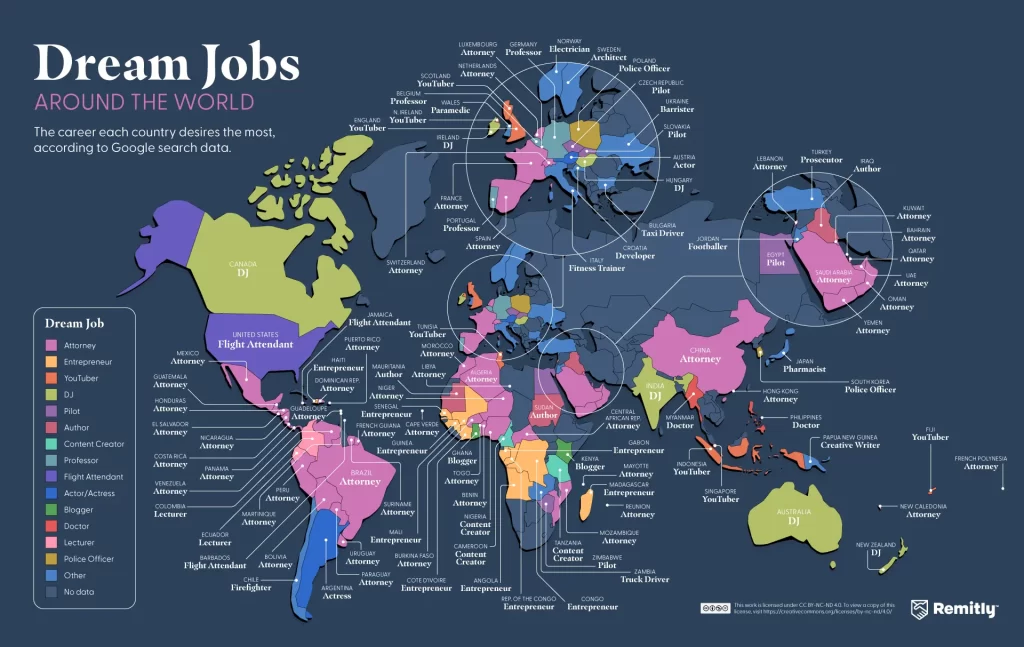 Dream Jobs
AROUND THE WORLD
The career each country desires the most,
according to Google search data.
LUXEMBOURG
Attorney
GERMANY
Professor
NORWAY
Electrician
SWEDEN
Architect
POLAND
Police Officer
NETHERLANDS
Attorney
CZECH REPUBLIC
Pilot
SCOTLAND
YouTuber
UKRAINE
Barrister
BELGIUM
Professor
WALES
Paramedic
N. IRELAND
YouTuber
ENGLAND
YouTuber
SLOVAKIA
Pilot
IRELAND
DJ
AUSTRIA
Actor
HUNGARY
DJ
FRANCE
Attorney
PORTUGAL
Professor
SPAIN
Attorney
BULGARIA
Taxi Driver
CROATIA
Developer
ITALY
Fitness Trainer
SWITZERLAND
Attorney
LEBANON
Attorney
TURKEY
Prosecutor
IRAQ
Author
KUWAIT
Attorney
BAHRAIN
Attorney
JORDAN
Footballer
QATAR
Attorney
EGYPT
Pilot
SAUDI ARABIA
Attorney
UAE
Attorney
OMAN
Attorney
YEMEN
Attorney
CANADA
DJ
UNITED STATES
Flight Attendant
JAMAICA
Flight Attendant
PUERTO RICO
Attorney
HAITI
Entrepreneur
DOMINICAN REP.
Attorney
GUADELOUPE
Attorney
MEXICO
Attorney
GUATEMALA
Attorney
HONDURAS
Attorney
EL SALVADOR
Attorney
NICARAGUA
Attorney
COSTA RICA
Attorney
PANAMA
Attorney
VENEZUELA
Attorney
COLOMBIA
Lecturer
ECUADOR
Lecturer
PERU
Attorney
MARTINIQUE
Attorney
BARBADOS
Flight Attendant
BOLIVIA
Attorney
CHILE
Firefighter
ARGENTINA
Actress
URUGUAY
Attorney
PARAGUAY
Attorney
BRAZIL
Attorney
SURINAME
Attorney
FRENCH GUIANA
Attorney
TUNISIA
YouTuber
MOROCCO
Attorney
LIBYA
Attorney
ALGERIA
Attorney
MAURITANIA
Author
NIGER
Attorney
SENEGAL
Entrepreneur
CAPE VERDE
Attorney
GUINEA
Entrepreneur
MALI
Entrepreneur
BURKINA FASO
Attorney
COTE D'IVOIRE
Entrepreneur
GHANA
Blogger
TOGO
Attorney
BENIN
Attorney
NIGERIA
Content
Creator
CAMEROON
Content
Creator
ANGOLA
Entrepreneur
REP. OF THE CONGO
Entrepreneur
CONGO
Entrepreneur
SUDAN
Author
CENTRAL
AFRICAN REP.
Attorney
GABON
Entrepreneur
KENYA
Blogger
MAYOTTE
Attorney
MADAGASCAR
Entrepreneur
REUNION
Attorney
MOZAMBIQUE
Attorney
TANZANIA
Content
Creator
ZIMBABWE
Pilot
ZAMBIA
Truck Driver
CHINA
Attorney
INDIA
DJ
MYANMAR
Doctor
JAPAN
Pharmacist
SOUTH KOREA
Police Officer
HONG KONG
Attorney
PHILIPPINES
Doctor
PAPUA NEW GUINEA
Creative Writer
INDONESIA
YouTuber
SINGAPORE
YouTuber
AUSTRALIA
DJ
NEW ZEALAND
DJ
NEW CALEDONIA
Attorney
FIJI
YouTuber
FRENCH POLYNESIA
Attorney
Dream Job
Attorney
Entrepreneur
YouTuber
DJ
Pilot
Author
Content Creator
Professor
Flight Attendant
Actor/Actress
Blogger
Doctor
Lecturer
Police Officer
Other
No data
This work is licensed under CC BY-NC-ND 4.0. To view a copy of this
license, visit https://creativecommons.org/licenses/by-nc-nd/4.0/
Remitly